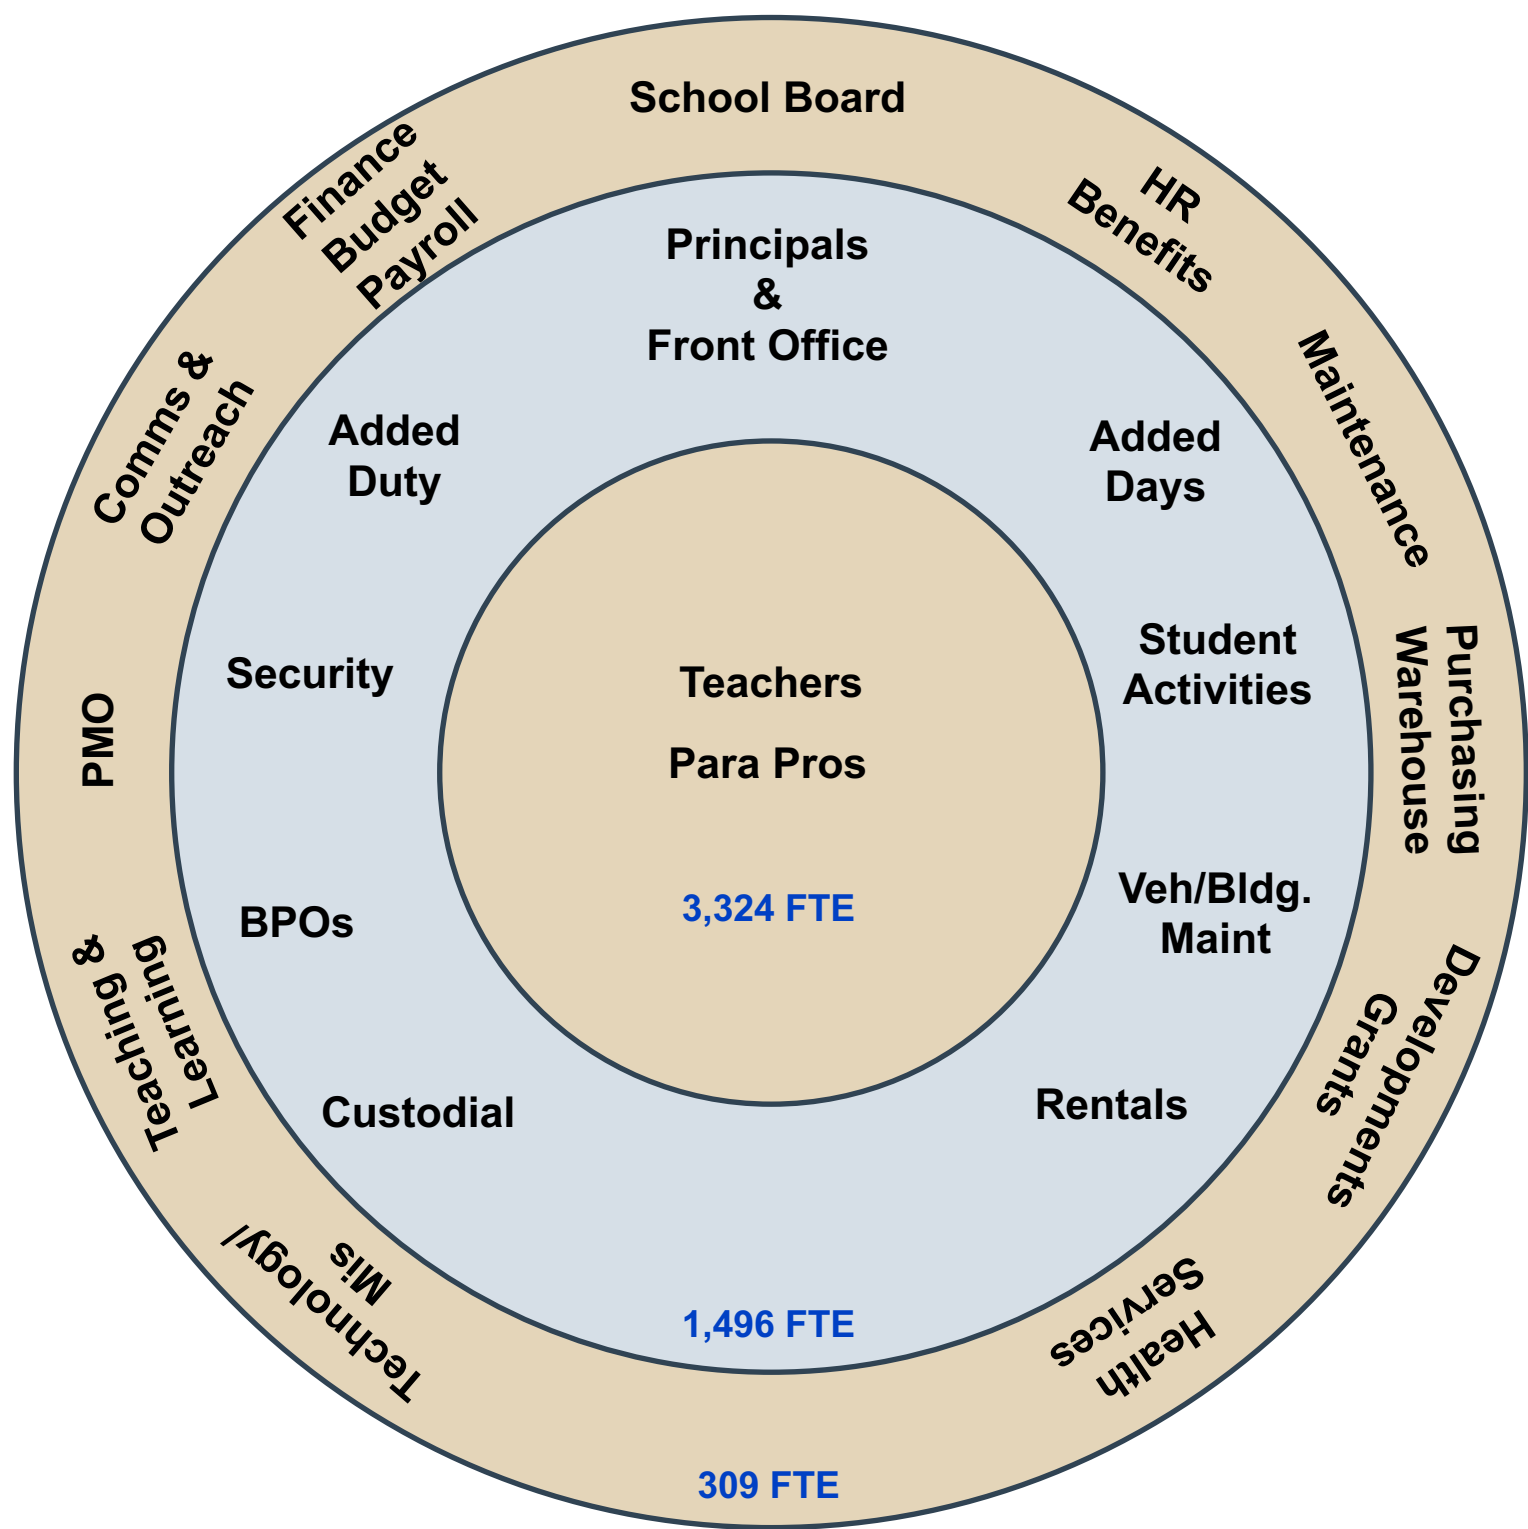 School Board
Finance
Budget
Payroll
HR
Benefits
Principals
&
Front Office
Comms &
Outreach
Maintenance
Added
Duty
Added
Days
Security
Student
Activities
Teachers
Para Pros
PMO
Purchasing
Warehouse
BPOs
3,324 FTE
Veh/Bldg.
Maint
Teaching &
Learning
Developments
Grants
Custodial
Rentals
Technology/
Mis
Health
Services
1,496 FTE
309 FTE